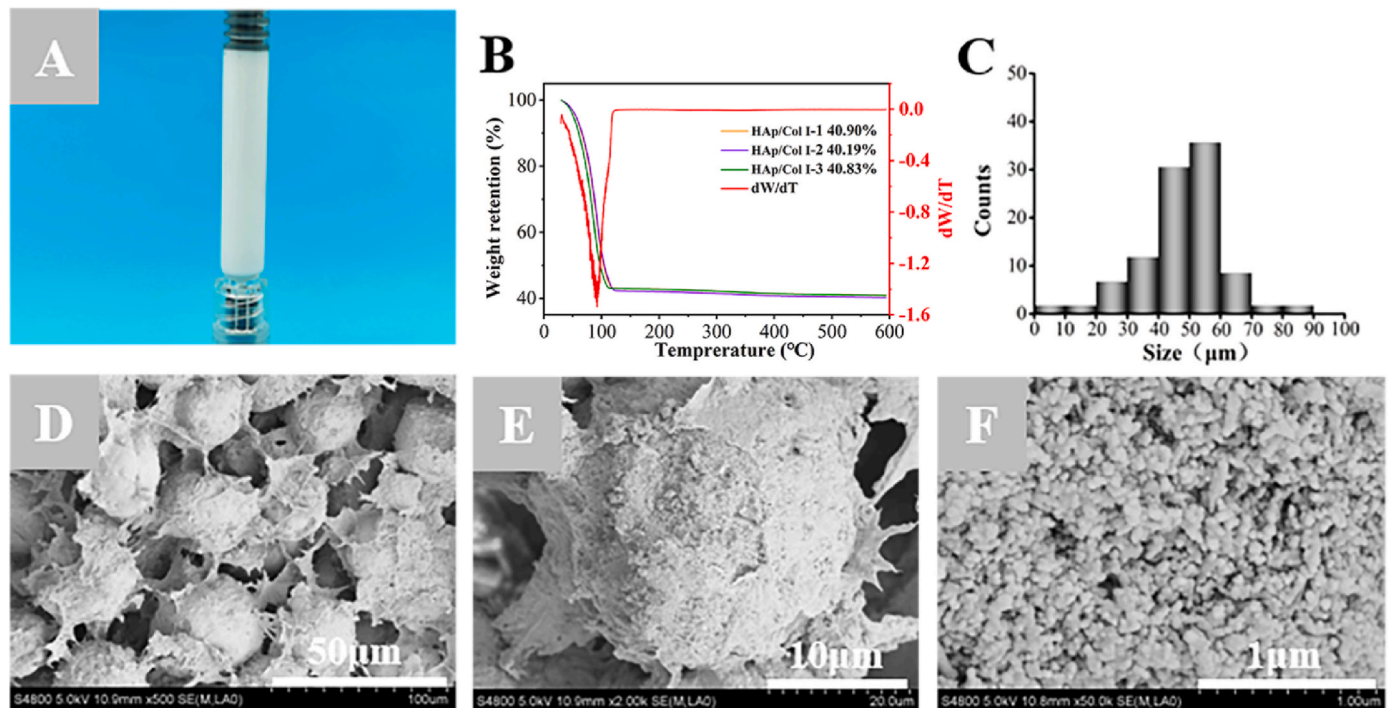 A
B
100
80
60
40
Weight retention (%)
0
100
200
300
400
500
600
Temprerature (℃)
HAp/Col I-1 40.90%
HAp/Col I-2 40.19%
HAp/Col I-3 40.83%
dW/dT
0.0
-0.4
-0.8
-1.2
-1.6
dW/dT
C
50
40
30
20
10
0
Counts
0 10 20 30 40 50 60 70 80 90 100
Size（μm）
D
50μm
S4800 5.0kV 10.9mm x500 SE(M,LA0) 100um
E
10μm
S4800 5.0kV 10.9mm x2.00k SE(M,LA0) 20.0um
F
1μm
S4800 5.0kV 10.8mm x50.0k SE(M,LA0) 1.00um